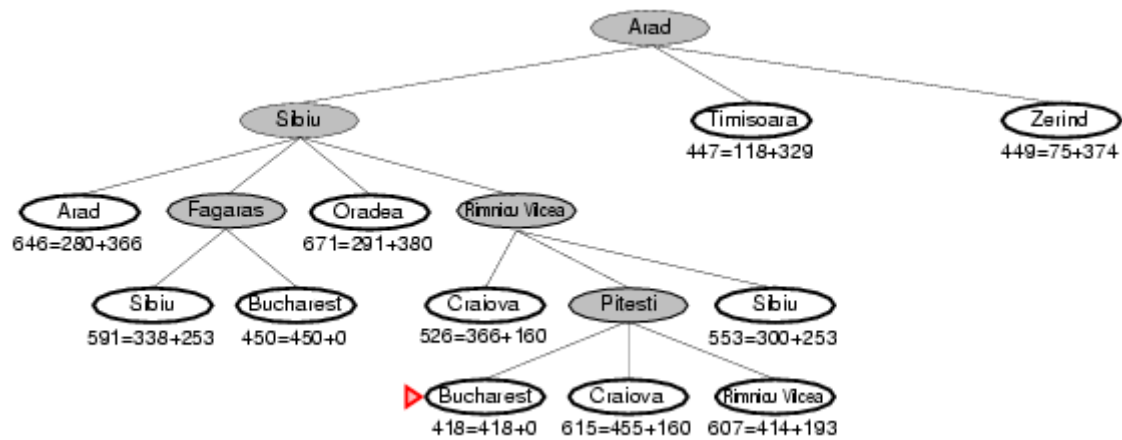 Arad
Sibiu
Timisoara
Zerind
447=118+329
449=75+374
Arad
Fagaras
Oradea
Rimnicu Vilcea
646=280+366
671=291+380
Sibiu
Bucharest
Craiova
Pitesti
Sibiu
591=338+253
450=450+0
526=366+160
553=300+253
Bucharest
Craiova
Rimnicu Vilcea
418=418+0
615=455+160
607=414+193